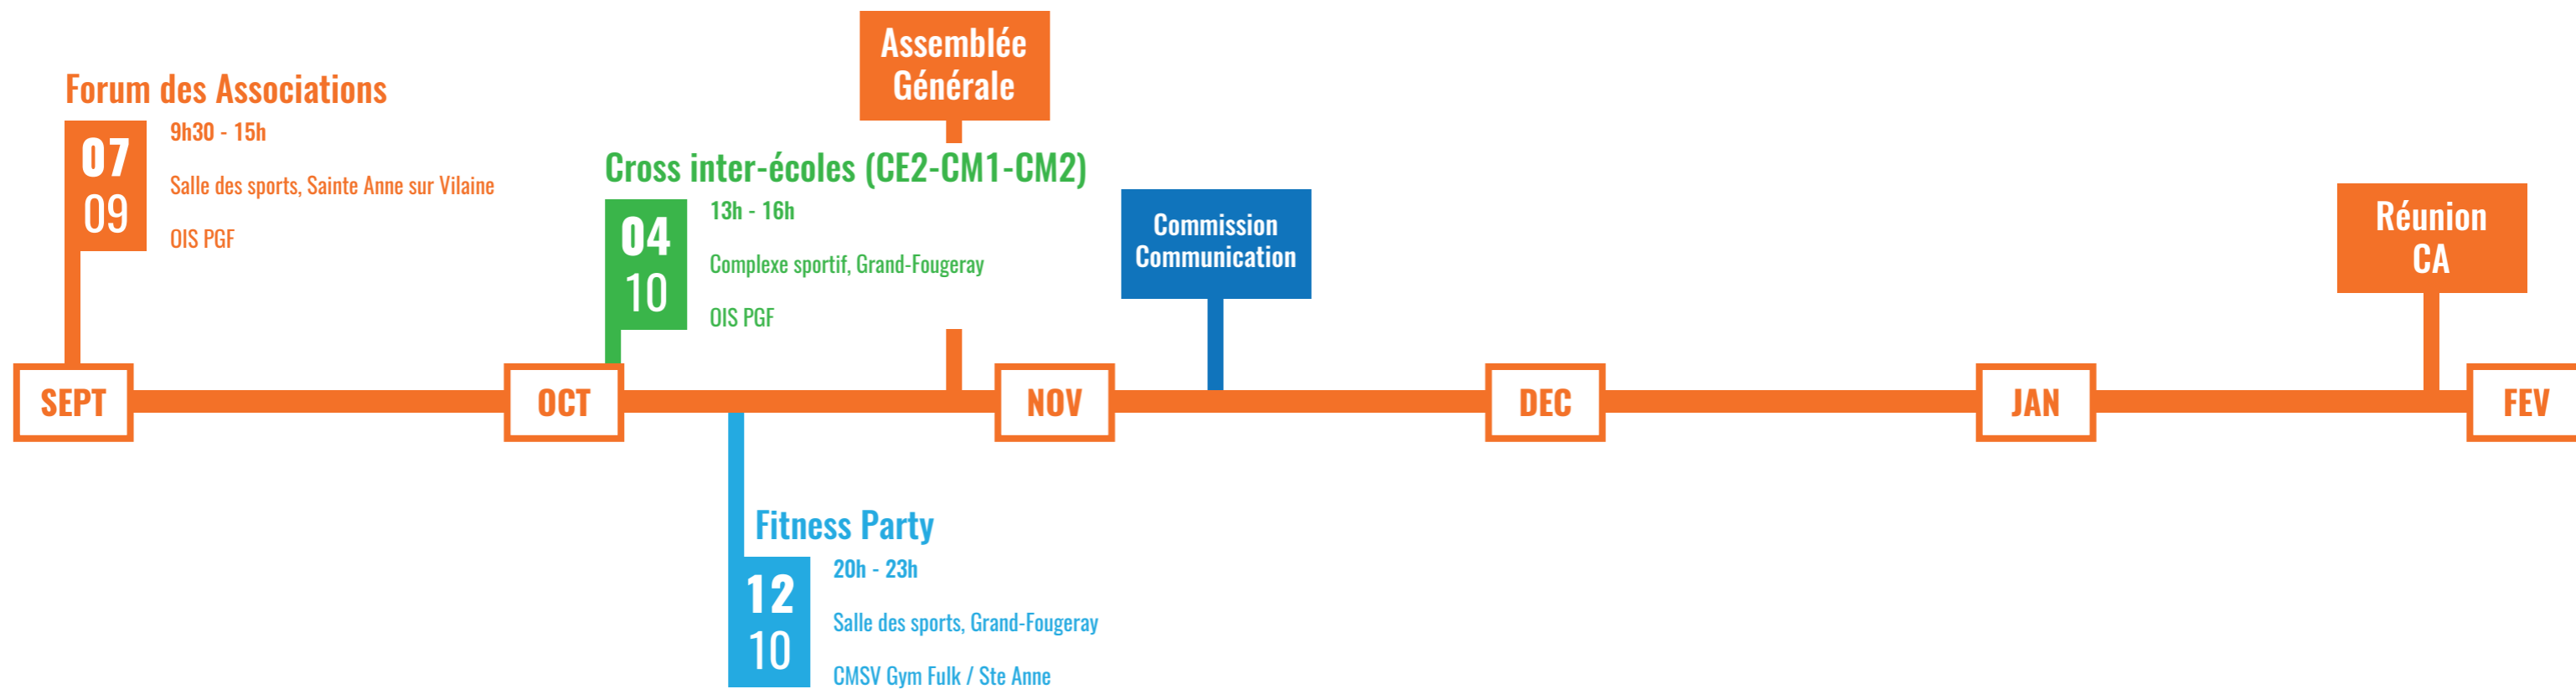 Forum des Associations
07
09
9h30 - 15h
Salle des sports, Sainte Anne sur Vilaine
OIS PGF
Assemblée
Générale
Cross inter-écoles (CE2-CM1-CM2)
04
10
13h - 16h
Complexe sportif, Grand-Fougeray
OIS PGF
Commission
Communication
Réunion
CA
SEPT
OCT
NOV
DEC
JAN
FEV
Fitness Party
12
10
20h - 23h
Salle des sports, Grand-Fougeray
CMSV Gym Fulk / Ste Anne